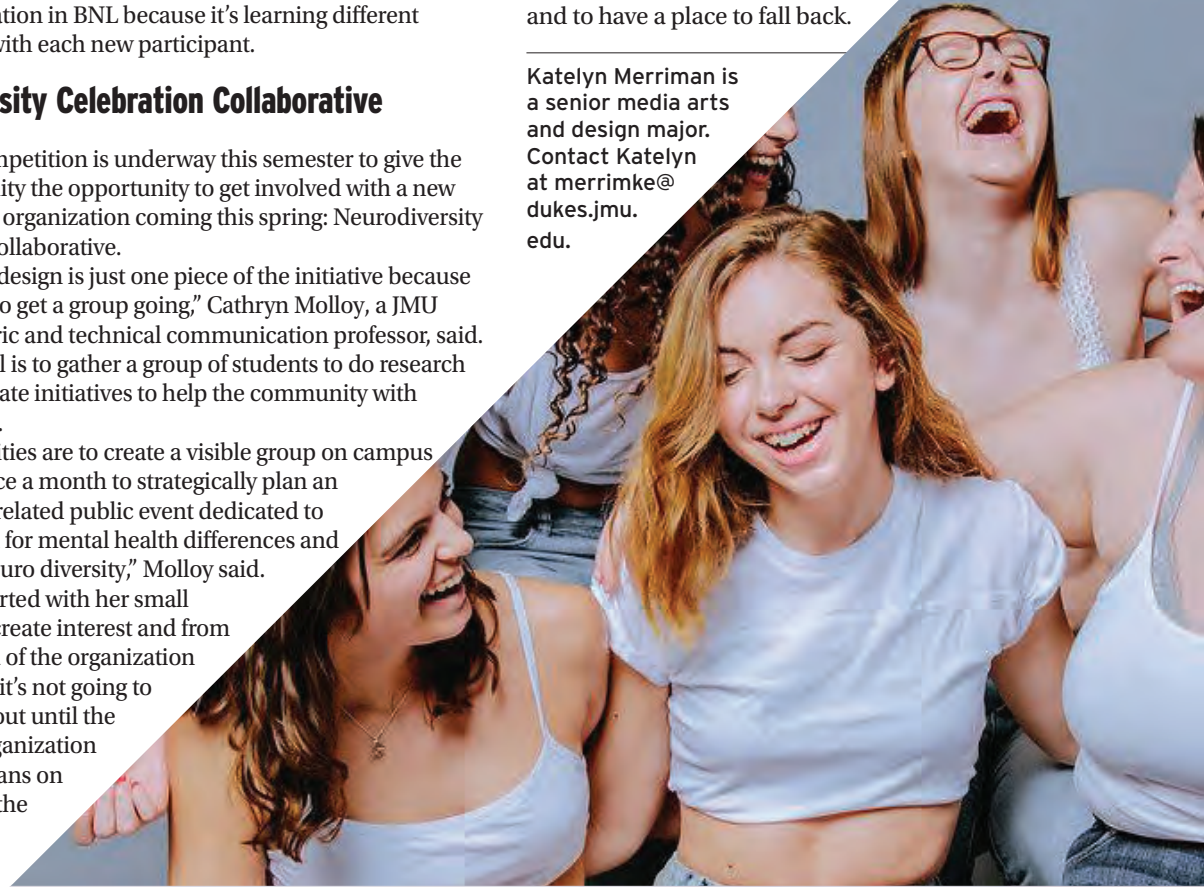 ation in BNL because it’s learning different
with each new participant.
sity Celebration Collaborative
mpetition is underway this semester to give the
ity the opportunity to get involved with a new
organization coming this spring: Neurodiversity
ollaborative.
design is just one piece of the initiative because
o get a group going,” Cathryn Molloy, a JMU
ric and technical communication professor, said.
l is to gather a group of students to do research
ate initiatives to help the community with
.
ities are to create a visible group on campus
ce a month to strategically plan an
related public event dedicated to
for mental health differences and
uro diversity,” Molloy said.
rted with her small
create interest and from
of the organization
it’s not going to
out until the
ganization
ans on
the
and to have a place to fall back.
Katelyn Merriman is
a senior media arts
and design major.
Contact Katelyn
at merrimke@
dukes.jmu.
edu.